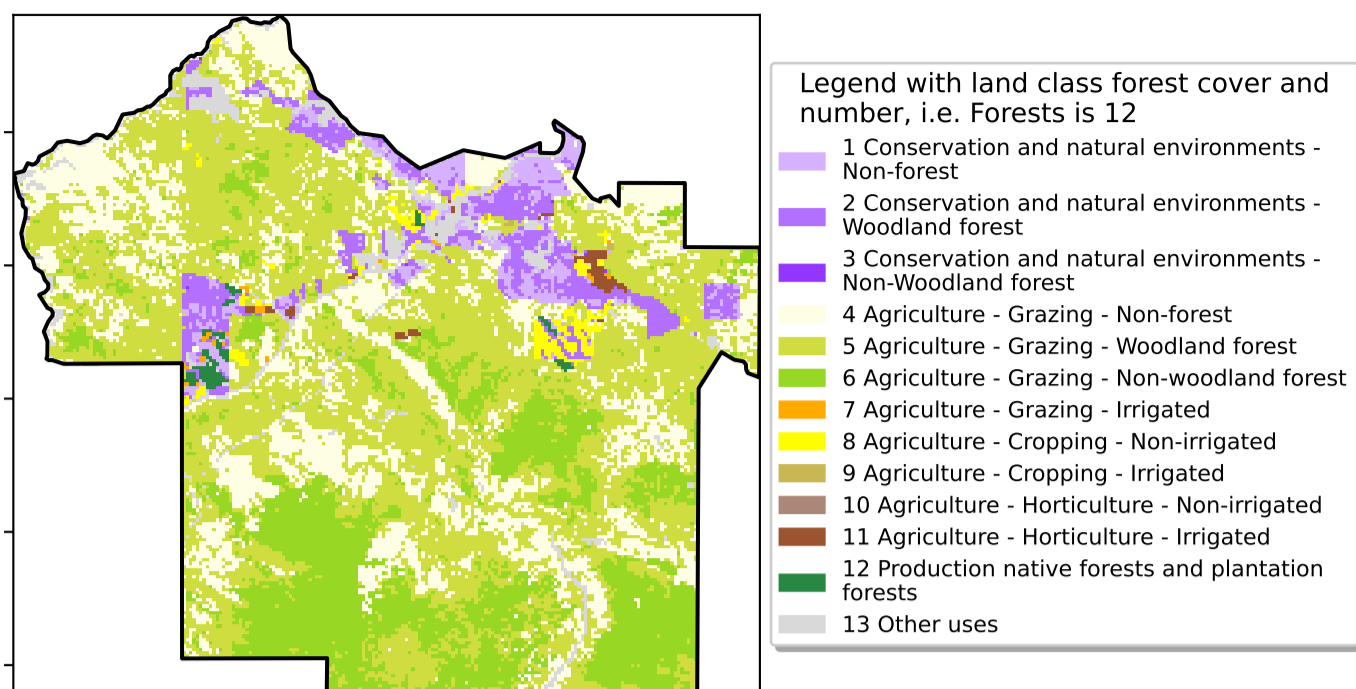 Legend with land class forest cover and
number, i.e. Forests is 12
1 Conservation and natural environments -
Non-forest
2 Conservation and natural environments -
Woodland forest
3 Conservation and natural environments -
Non-Woodland forest
4 Agriculture - Grazing - Non-forest
5 Agriculture - Grazing - Woodland forest
6 Agriculture - Grazing - Non-woodland forest
7 Agriculture - Grazing - Irrigated
8 Agriculture - Cropping - Non-irrigated
9 Agriculture - Cropping - Irrigated
10 Agriculture - Horticulture - Non-irrigated
11 Agriculture - Horticulture - Irrigated
12 Production native forests and plantation
forests
13 Other uses